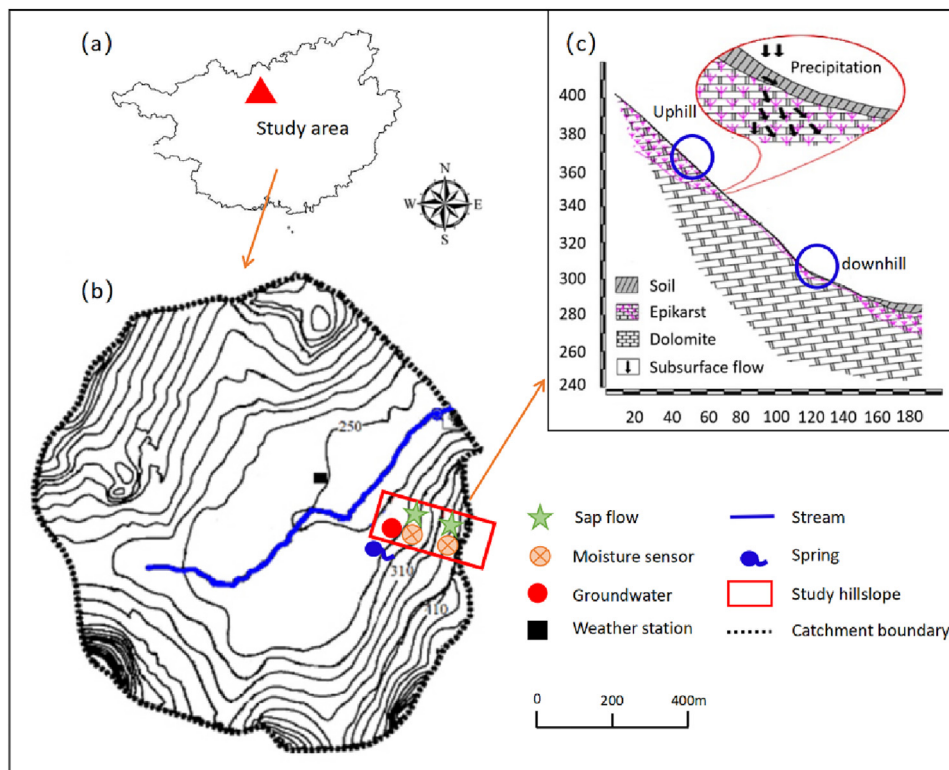 (a)
Study area
N
W
E
S
(b)
250
310
410
(c)
Precipitation
Uphill
downhill
400
380
360
340
320
300
280
260
240
Soil
Epikarst
Dolomite
Subsurface flow
20 40 60 80 100 120 140 160 180
Sap flow
Stream
Moisture sensor
Spring
Groundwater
Study hillslope
Weather station
Catchment boundary
0 200 400m